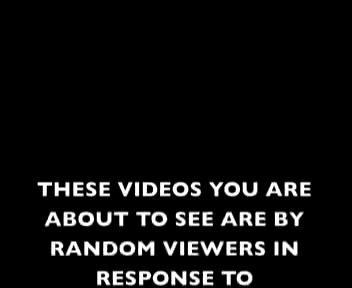 THESE VIDEOS YOU ARE
ABOUT TO SEE ARE BY
RANDOM VIEWERS IN
RESPONSE TO